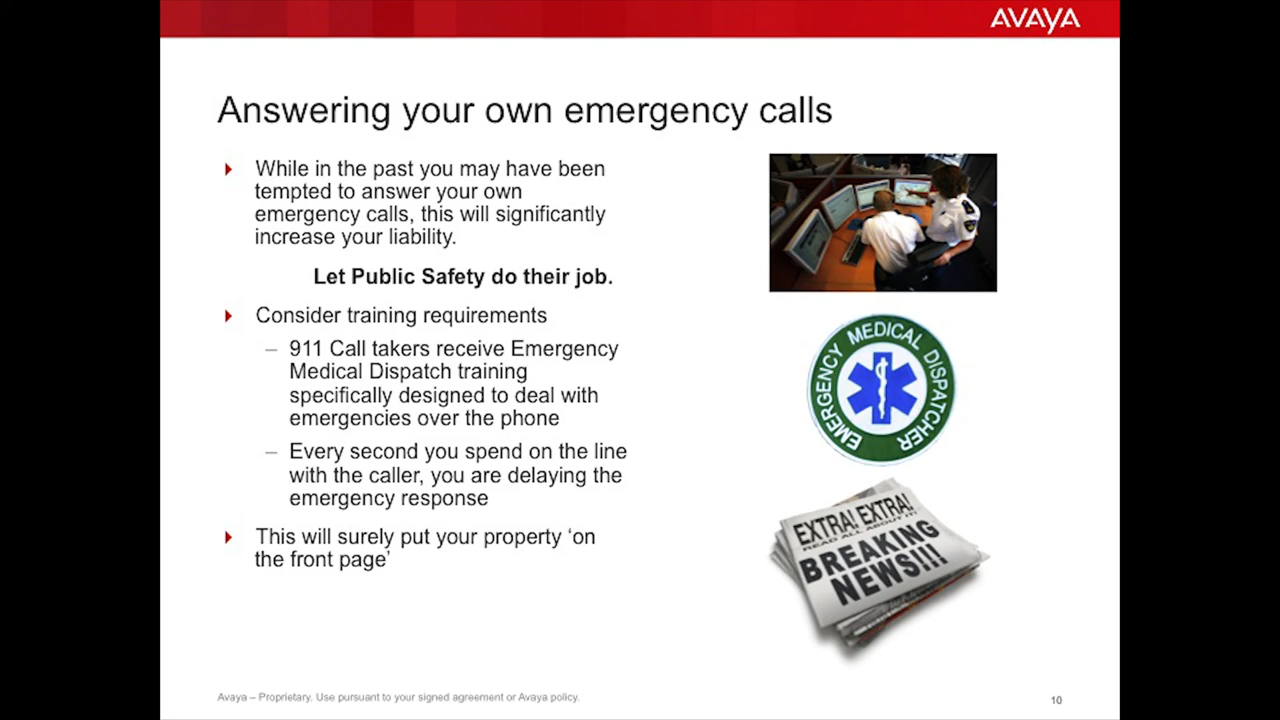 AVAYA
Answering your own emergency calls
While in the past you may have been
tempted to answer your own
emergency calls, this will significantly
increase your liability.
Let Public Safety do their job.
Consider training requirements
– 911 Call takers receive Emergency
Medical Dispatch training
specifically designed to deal with
emergencies over the phone
– Every second you spend on the line
with the caller, you are delaying the
emergency response
This will surely put your property ‘on
the front page’
EMERGENCY MEDICAL DISPATCHER
EXTRA! EXTRA!
READ ALL ABOUT IT!
BREAKING
NEWS!!!
Avaya – Proprietary. Use pursuant to your signed agreement or Avaya policy.
10